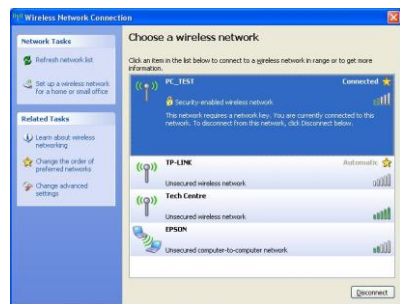 Wireless Network Connection
Network Tasks
Refresh network list
Set up a wireless network
for a home or small office
Related Tasks
Learn about wireless
networking
Change the order of
preferred networks
Change advanced
settings
Choose a wireless network
Click an item in the list below to connect to a wireless network in range or to get more
information.
PC_TEST
Connected
Security-enabled wireless network
This network requires a network key. You are currently connected to this
network. To disconnect from this network, click Disconnect below.
TP-LINK
Automatic
Unsecured wireless network
Tech Centre
Unsecured wireless network
EPSON
Unsecured computer-to-computer network
Disconnect